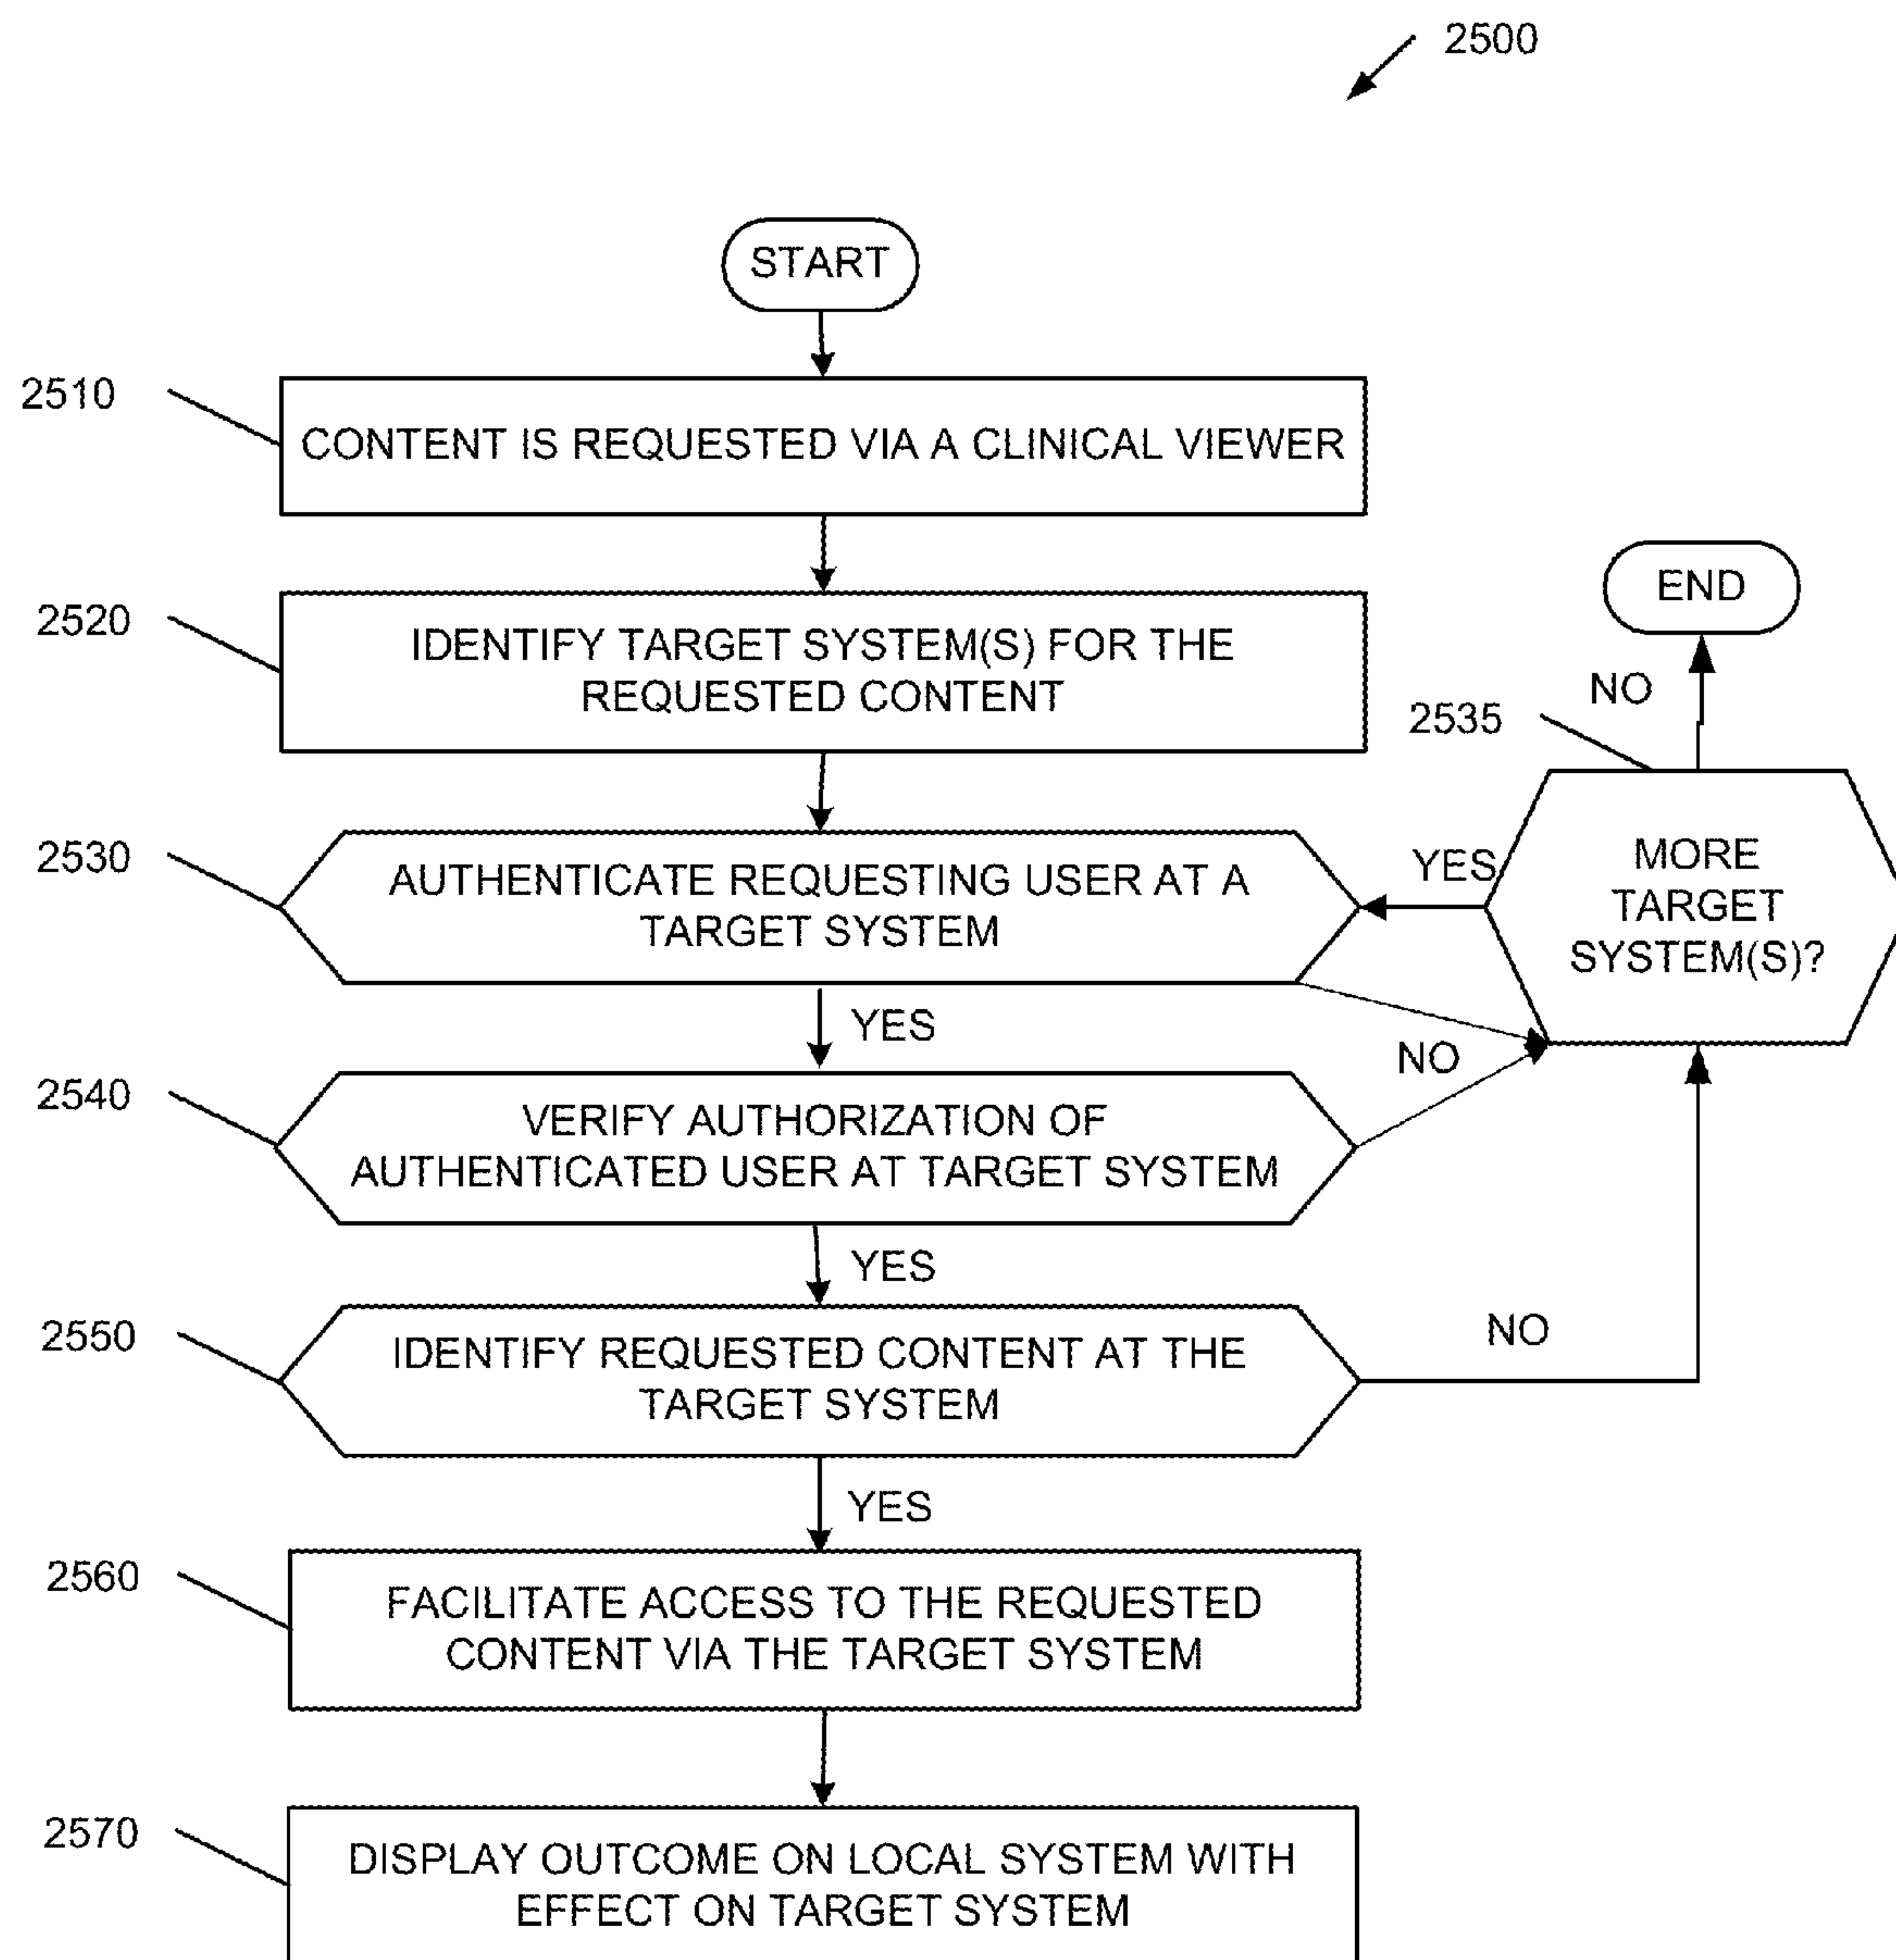 2500
START
2510
CONTENT IS REQUESTED VIA A CLINICAL VIEWER
2520
IDENTIFY TARGET SYSTEM(S) FOR THE
REQUESTED CONTENT
END
NO
2535
MORE
TARGET
SYSTEM(S)?
YES
2530
AUTHENTICATE REQUESTING USER AT A
TARGET SYSTEM
YES
NO
2540
VERIFY AUTHORIZATION OF
AUTHENTICATED USER AT TARGET SYSTEM
YES
2550
IDENTIFY REQUESTED CONTENT AT THE
TARGET SYSTEM
NO
YES
2560
FACILITATE ACCESS TO THE REQUESTED
CONTENT VIA THE TARGET SYSTEM
2570
DISPLAY OUTCOME ON LOCAL SYSTEM WITH
EFFECT ON TARGET SYSTEM